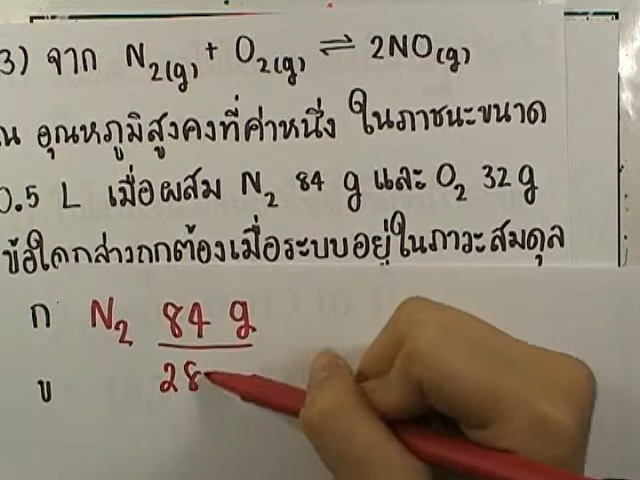 3) จาก N2(g) + O2(g) ⇌ 2NO(g)
ณ อุณหภูมิสูงคงที่ค่าหนึ่ง ในภาชนะขนาด
0.5 L เมื่อผสม N2 84 g และ O2 32 g
ข้อใดกล่าวถูกต้องเมื่อระบบอยู่ในภาวะสมดุล
ก N2 84 g
ข 28